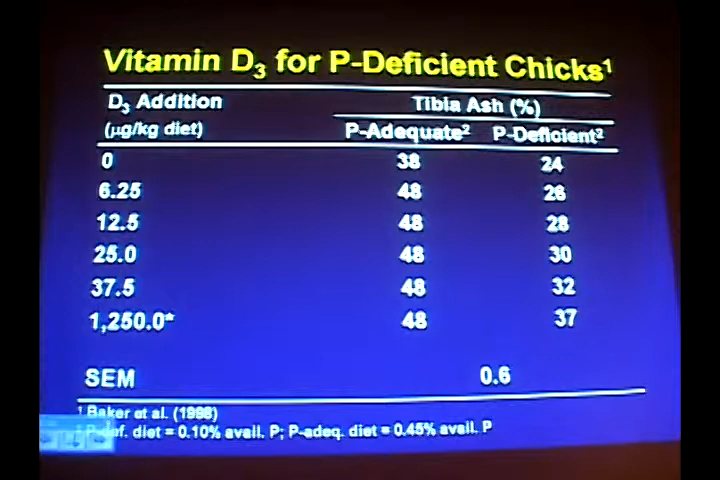 Vitamin D₃ for P-Deficient Chicks¹
D₃ Addition Tibia Ash (%)
(µg/kg diet) P-Adequate² P-Deficient²
0 38 24
6.25 48 26
12.5 48 28
25.0 48 30
37.5 48 32
1,250.0* 48 37
SEM 0.6
¹ Baker et al. (1998)
P-def. diet = 0.10% avail. P; P-adeq. diet = 0.45% avail. P